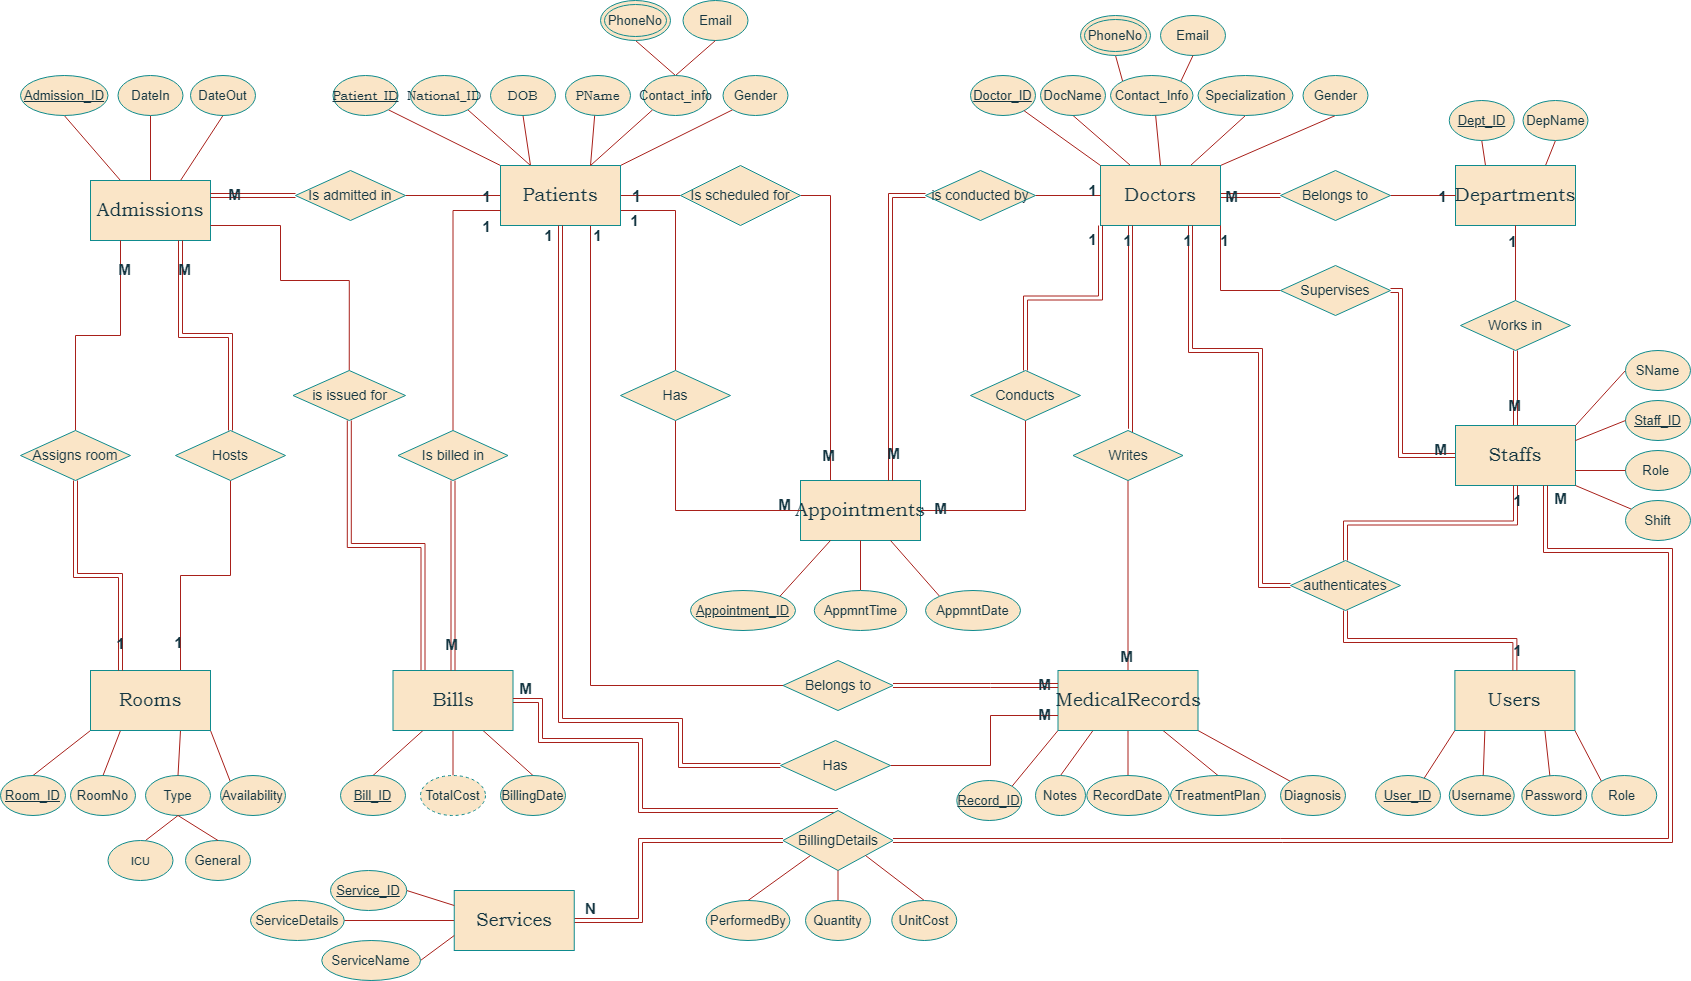 PhoneNo
Email
PhoneNo
Email
Admission_ID
DateIn
DateOut
Patient_ID
National_ID
DOB
PName
Contact_info
Gender
Doctor_ID
DocName
Contact_Info
Specialization
Gender
Dept_ID
DepName
Admissions
M
Is admitted in
1
Patients
1
Is scheduled for
is conducted by
1
Doctors
M
Belongs to
1
Departments
1
1
1
1
1
1
1
1
1
M
M
Supervises
Works in
SName
is issued for
Has
Conducts
M
Staff_ID
Assigns room
Hosts
Is billed in
M
M
Writes
M
Staffs
Role
M
Appointments
M
1
M
Shift
authenticates
Appointment_ID
AppmntTime
AppmntDate
1
1
M
M
1
Rooms
Bills
M
Belongs to
M
MedicalRecords
M
Users
Has
Room_ID
RoomNo
Type
Availability
Bill_ID
TotalCost
BillingDate
Record_ID
Notes
RecordDate
TreatmentPlan
Diagnosis
User_ID
Username
Password
Role
BillingDetails
ICU
General
Service_ID
ServiceDetails
Services
N
PerformedBy
Quantity
UnitCost
ServiceName